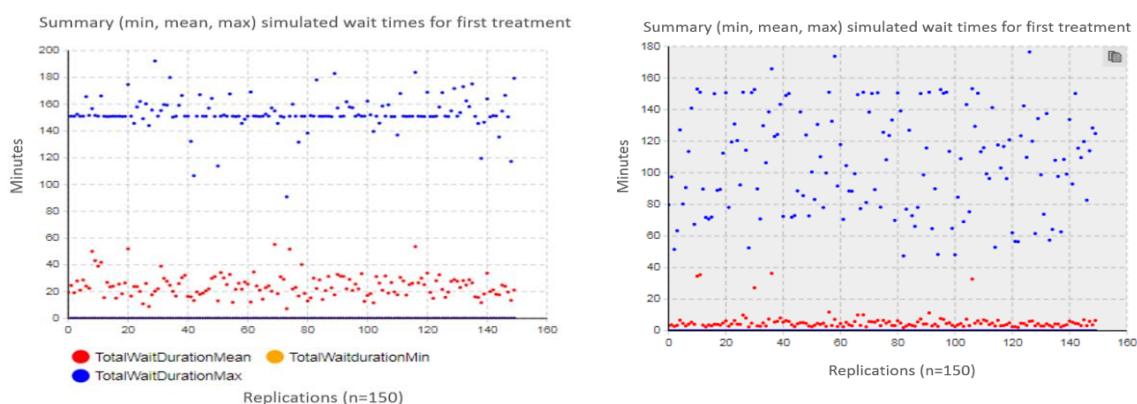 Summary (min, mean, max) simulated wait times for first treatment
200
180
160
140
120
100
80
60
40
20
0
Minutes
0 20 40 60 80 100 120 140 160
TotalWaitDurationMean TotalWaitdurationMin
TotalWaitDurationMax
Replications (n=150)
Summary (min, mean, max) simulated wait times for first treatment
180
160
140
120
100
80
60
40
20
0
Minutes
0 20 40 60 80 100 120 140 160
Replications (n=150)